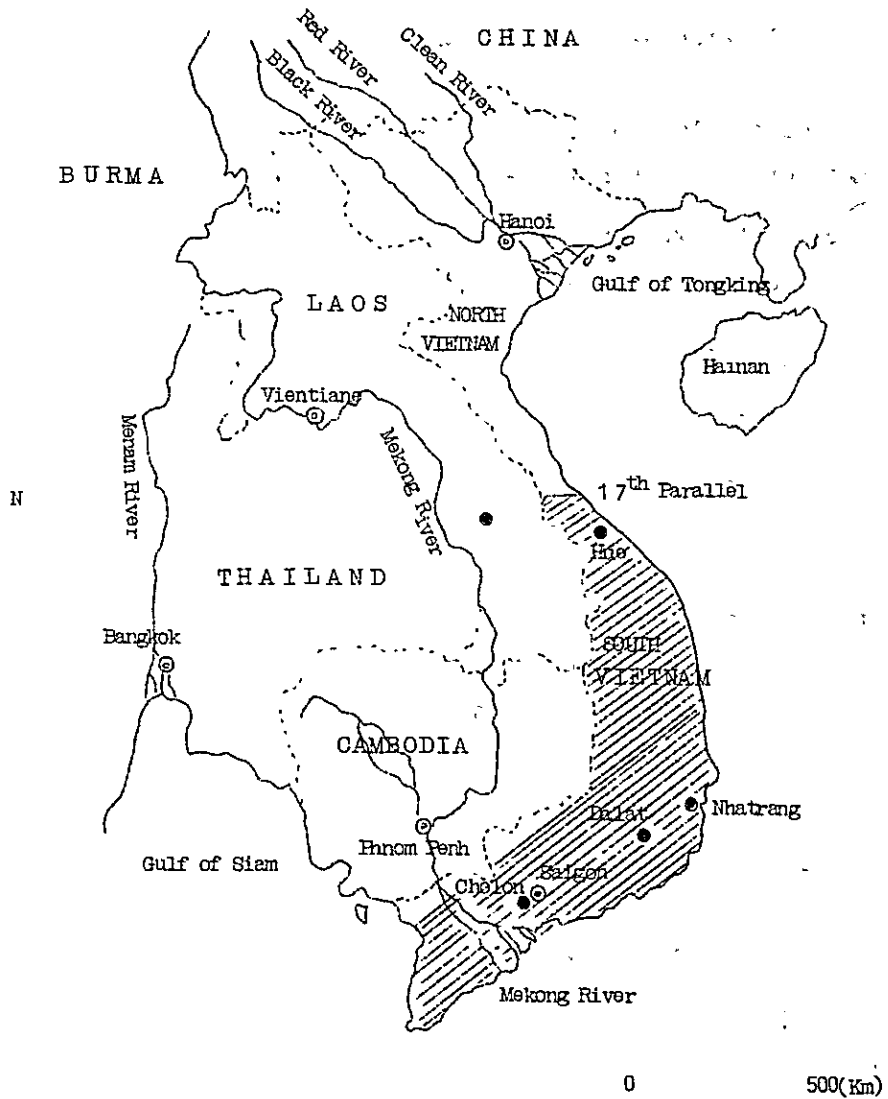 CHINA
Red River
Clean River
Black River
BURMA
Hanoi
Gulf of Tongking
LAOS
NORTH
VIETNAM
Hainan
Vientiane
Menam River
Mekong River
17th Parallel
N
Hue
THAILAND
Bangkok
SOUTH
VIETNAM
CAMBODIA
Dalat
Nhatrang
Phnom Penh
Gulf of Siam
Cholon
Saigon
Mekong River
0 500(Km)